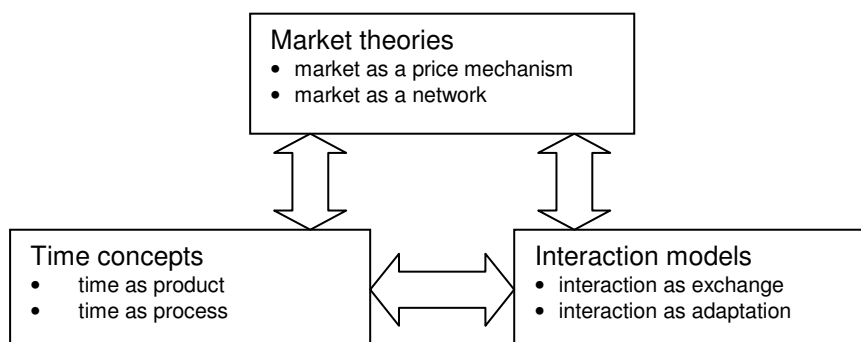 Market theories
• market as a price mechanism
• market as a network
Time concepts
• time as product
• time as process
Interaction models
• interaction as exchange
• interaction as adaptation